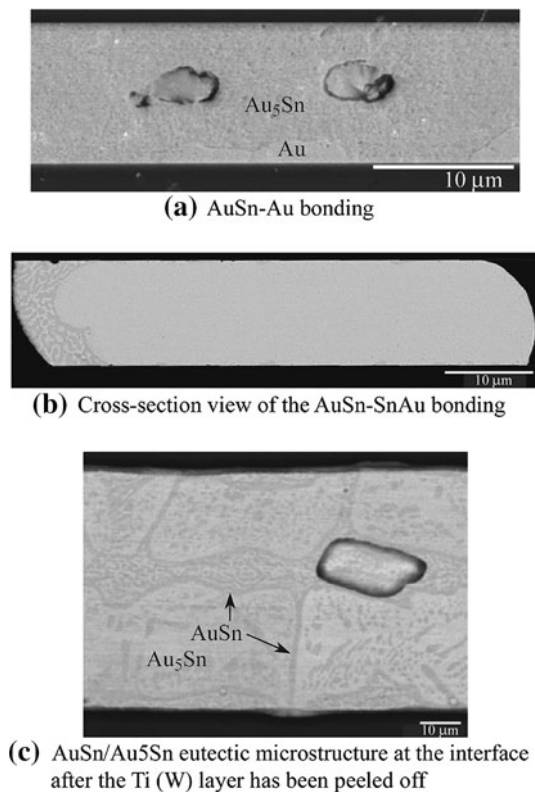 Au₅Sn
Au
10 µm
(a) AuSn-Au bonding
10 µm
(b) Cross-section view of the AuSn-SnAu bonding
AuSn
Au₅Sn
10 µm
(c) AuSn/Au5Sn eutectic microstructure at the interface
after the Ti (W) layer has been peeled off